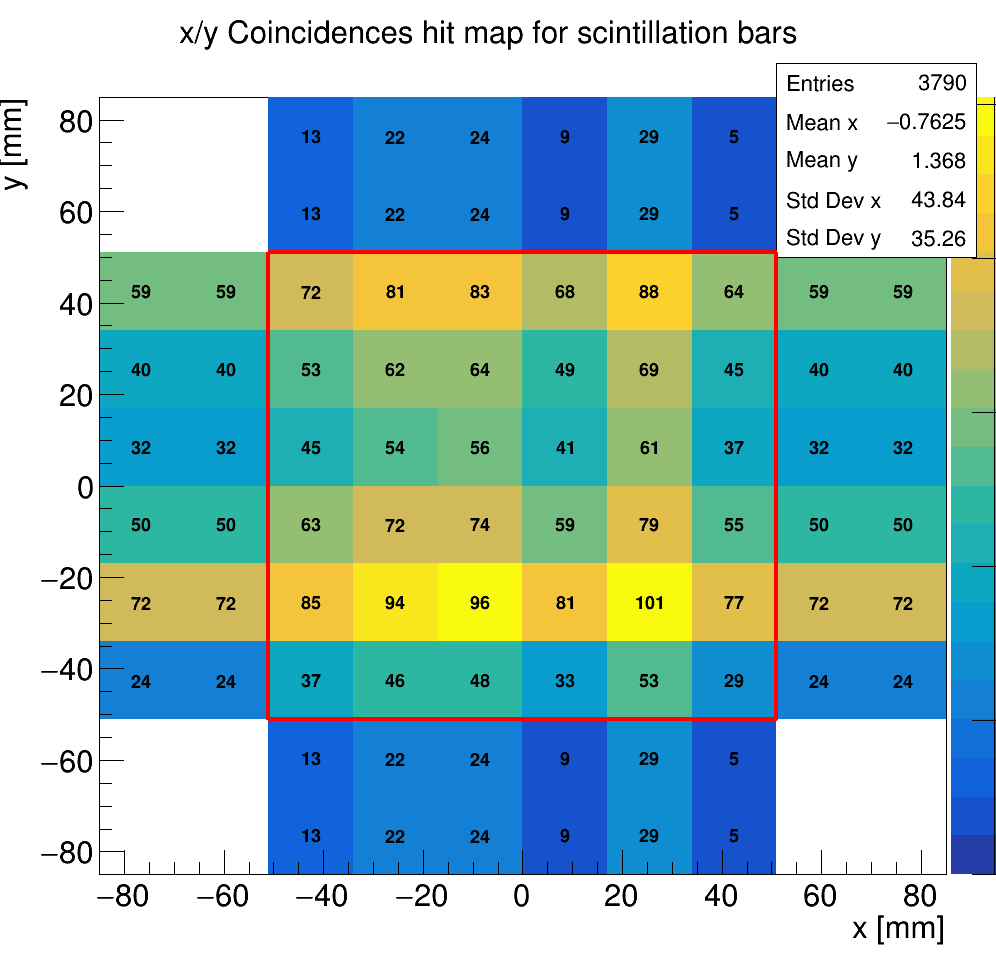 x/y Coincidences hit map for scintillation bars
Entries 3790
Mean x −0.7625
Mean y 1.368
Std Dev x 43.84
Std Dev y 35.26
y [mm]
80
60
40
20
0
−20
−40
−60
−80
13 22 24 9 29 5
13 22 24 9 29 5
59 59 72 81 83 68 88 64 59 59
40 40 53 62 64 49 69 45 40 40
32 32 45 54 56 41 61 37 32 32
50 50 63 72 74 59 79 55 50 50
72 72 85 94 96 81 101 77 72 72
24 24 37 46 48 33 53 29 24 24
13 22 24 9 29 5
13 22 24 9 29 5
−80 −60 −40 −20 0 20 40 60 80
x [mm]